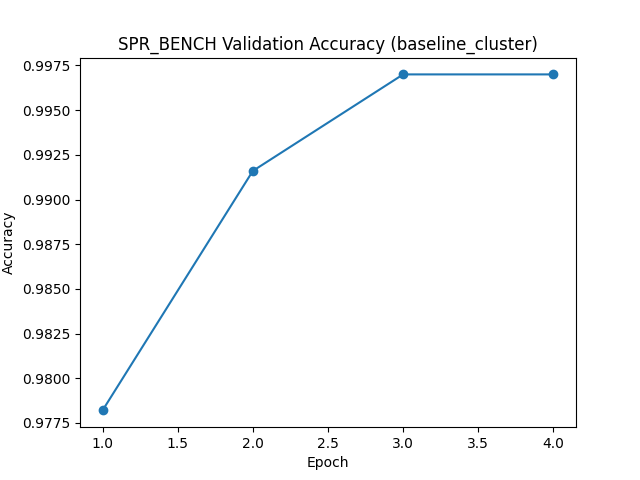 SPR_BENCH Validation Accuracy (baseline_cluster)
Accuracy
0.9975
0.9950
0.9925
0.9900
0.9875
0.9850
0.9825
0.9800
0.9775
1.0 1.5 2.0 2.5 3.0 3.5 4.0
Epoch